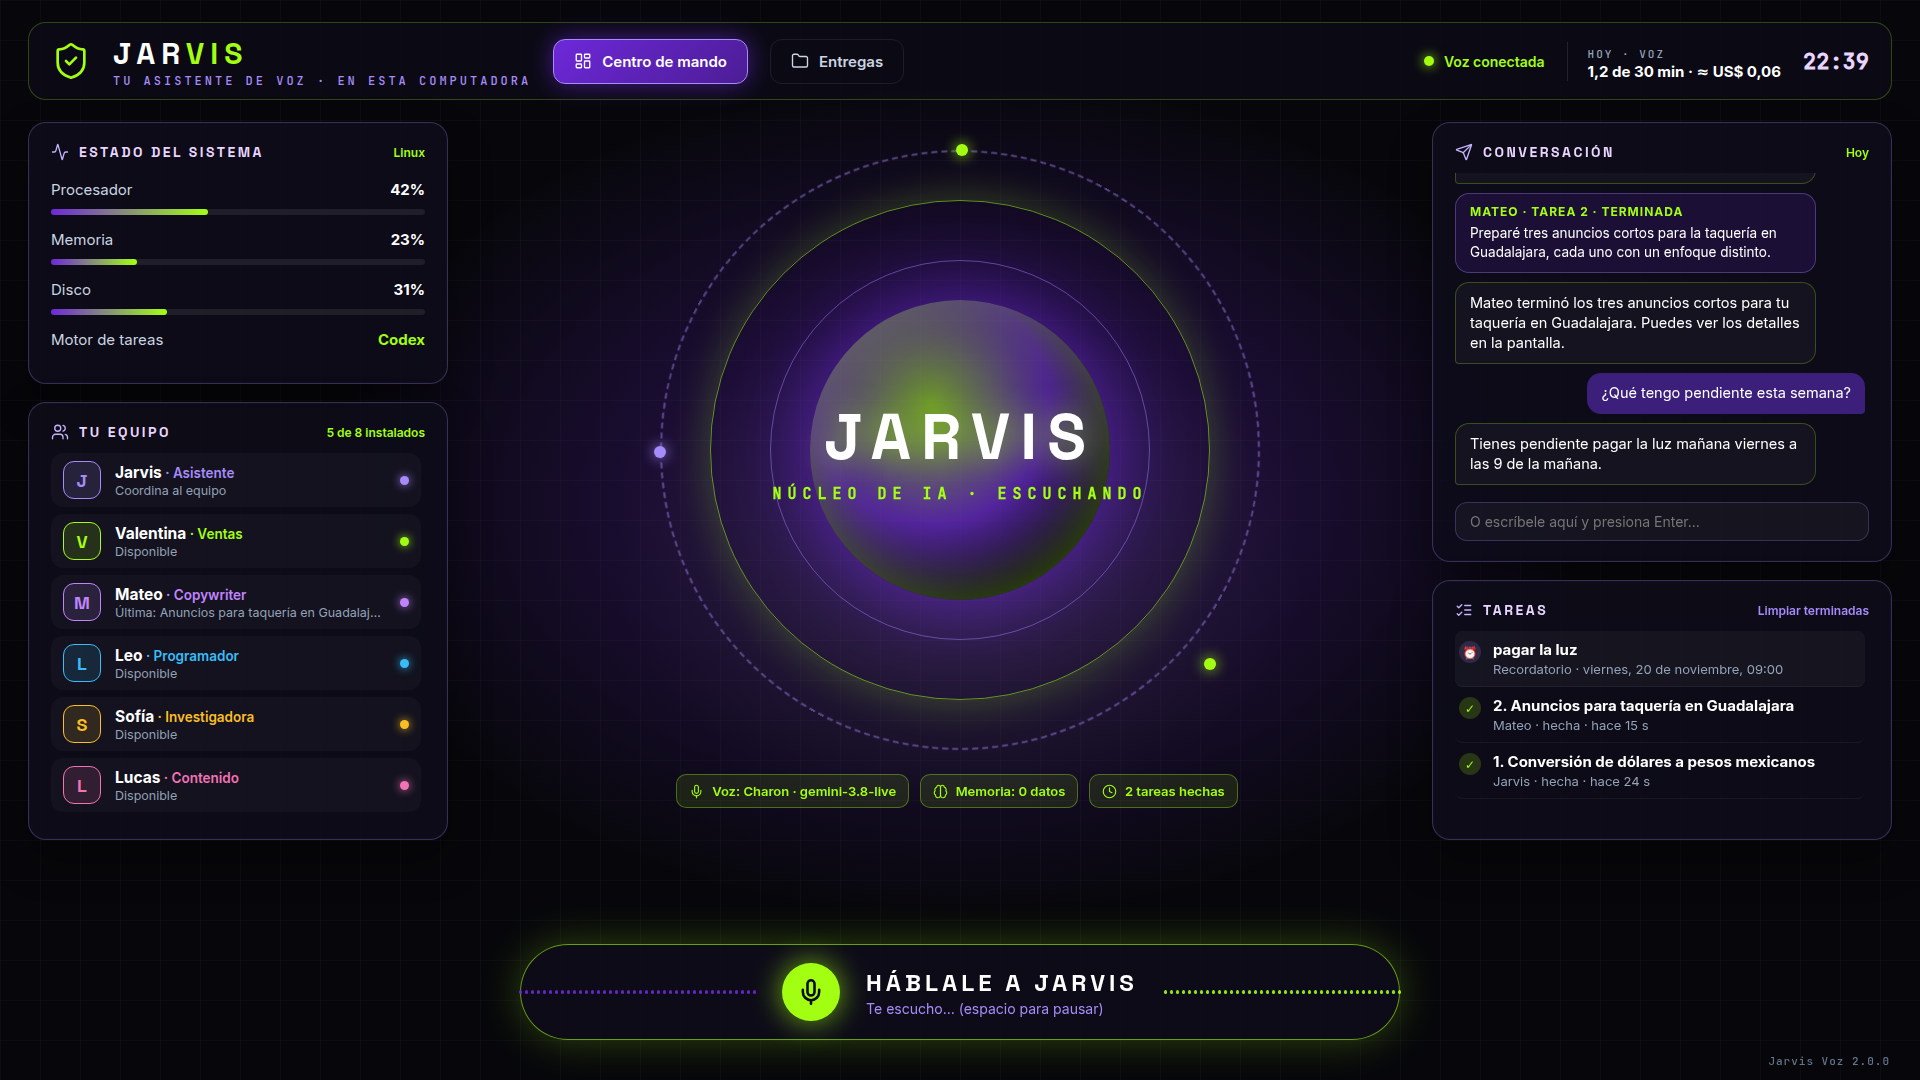 JARVIS
TU ASISTENTE DE VOZ · EN ESTA COMPUTADORA
Centro de mando
Entregas
Voz conectada
HOY · VOZ
1,2 de 30 min · ≈ US$ 0,06
22:39
ESTADO DEL SISTEMA
Linux
Procesador
42%
Memoria
23%
Disco
31%
Motor de tareas
Codex
TU EQUIPO
5 de 8 instalados
J
Jarvis · Asistente
Coordina al equipo
V
Valentina · Ventas
Disponible
M
Mateo · Copywriter
Última: Anuncios para taquería en Guadalaj...
L
Leo · Programador
Disponible
S
Sofía · Investigadora
Disponible
L
Lucas · Contenido
Disponible
JARVIS
NÚCLEO DE IA · ESCUCHANDO
Voz: Charon · gemini-3.8-live
Memoria: 0 datos
2 tareas hechas
CONVERSACIÓN
Hoy
MATEO · TAREA 2 · TERMINADA
Preparé tres anuncios cortos para la taquería en
Guadalajara, cada uno con un enfoque distinto.
Mateo terminó los tres anuncios cortos para tu
taquería en Guadalajara. Puedes ver los detalles
en la pantalla.
¿Qué tengo pendiente esta semana?
Tienes pendiente pagar la luz mañana viernes a
las 9 de la mañana.
O escríbele aquí y presiona Enter...
TAREAS
Limpiar terminadas
pagar la luz
Recordatorio · viernes, 20 de noviembre, 09:00
2. Anuncios para taquería en Guadalajara
Mateo · hecha · hace 15 s
1. Conversión de dólares a pesos mexicanos
Jarvis · hecha · hace 24 s
HÁBLALE A JARVIS
Te escucho... (espacio para pausar)
Jarvis Voz 2.0.0